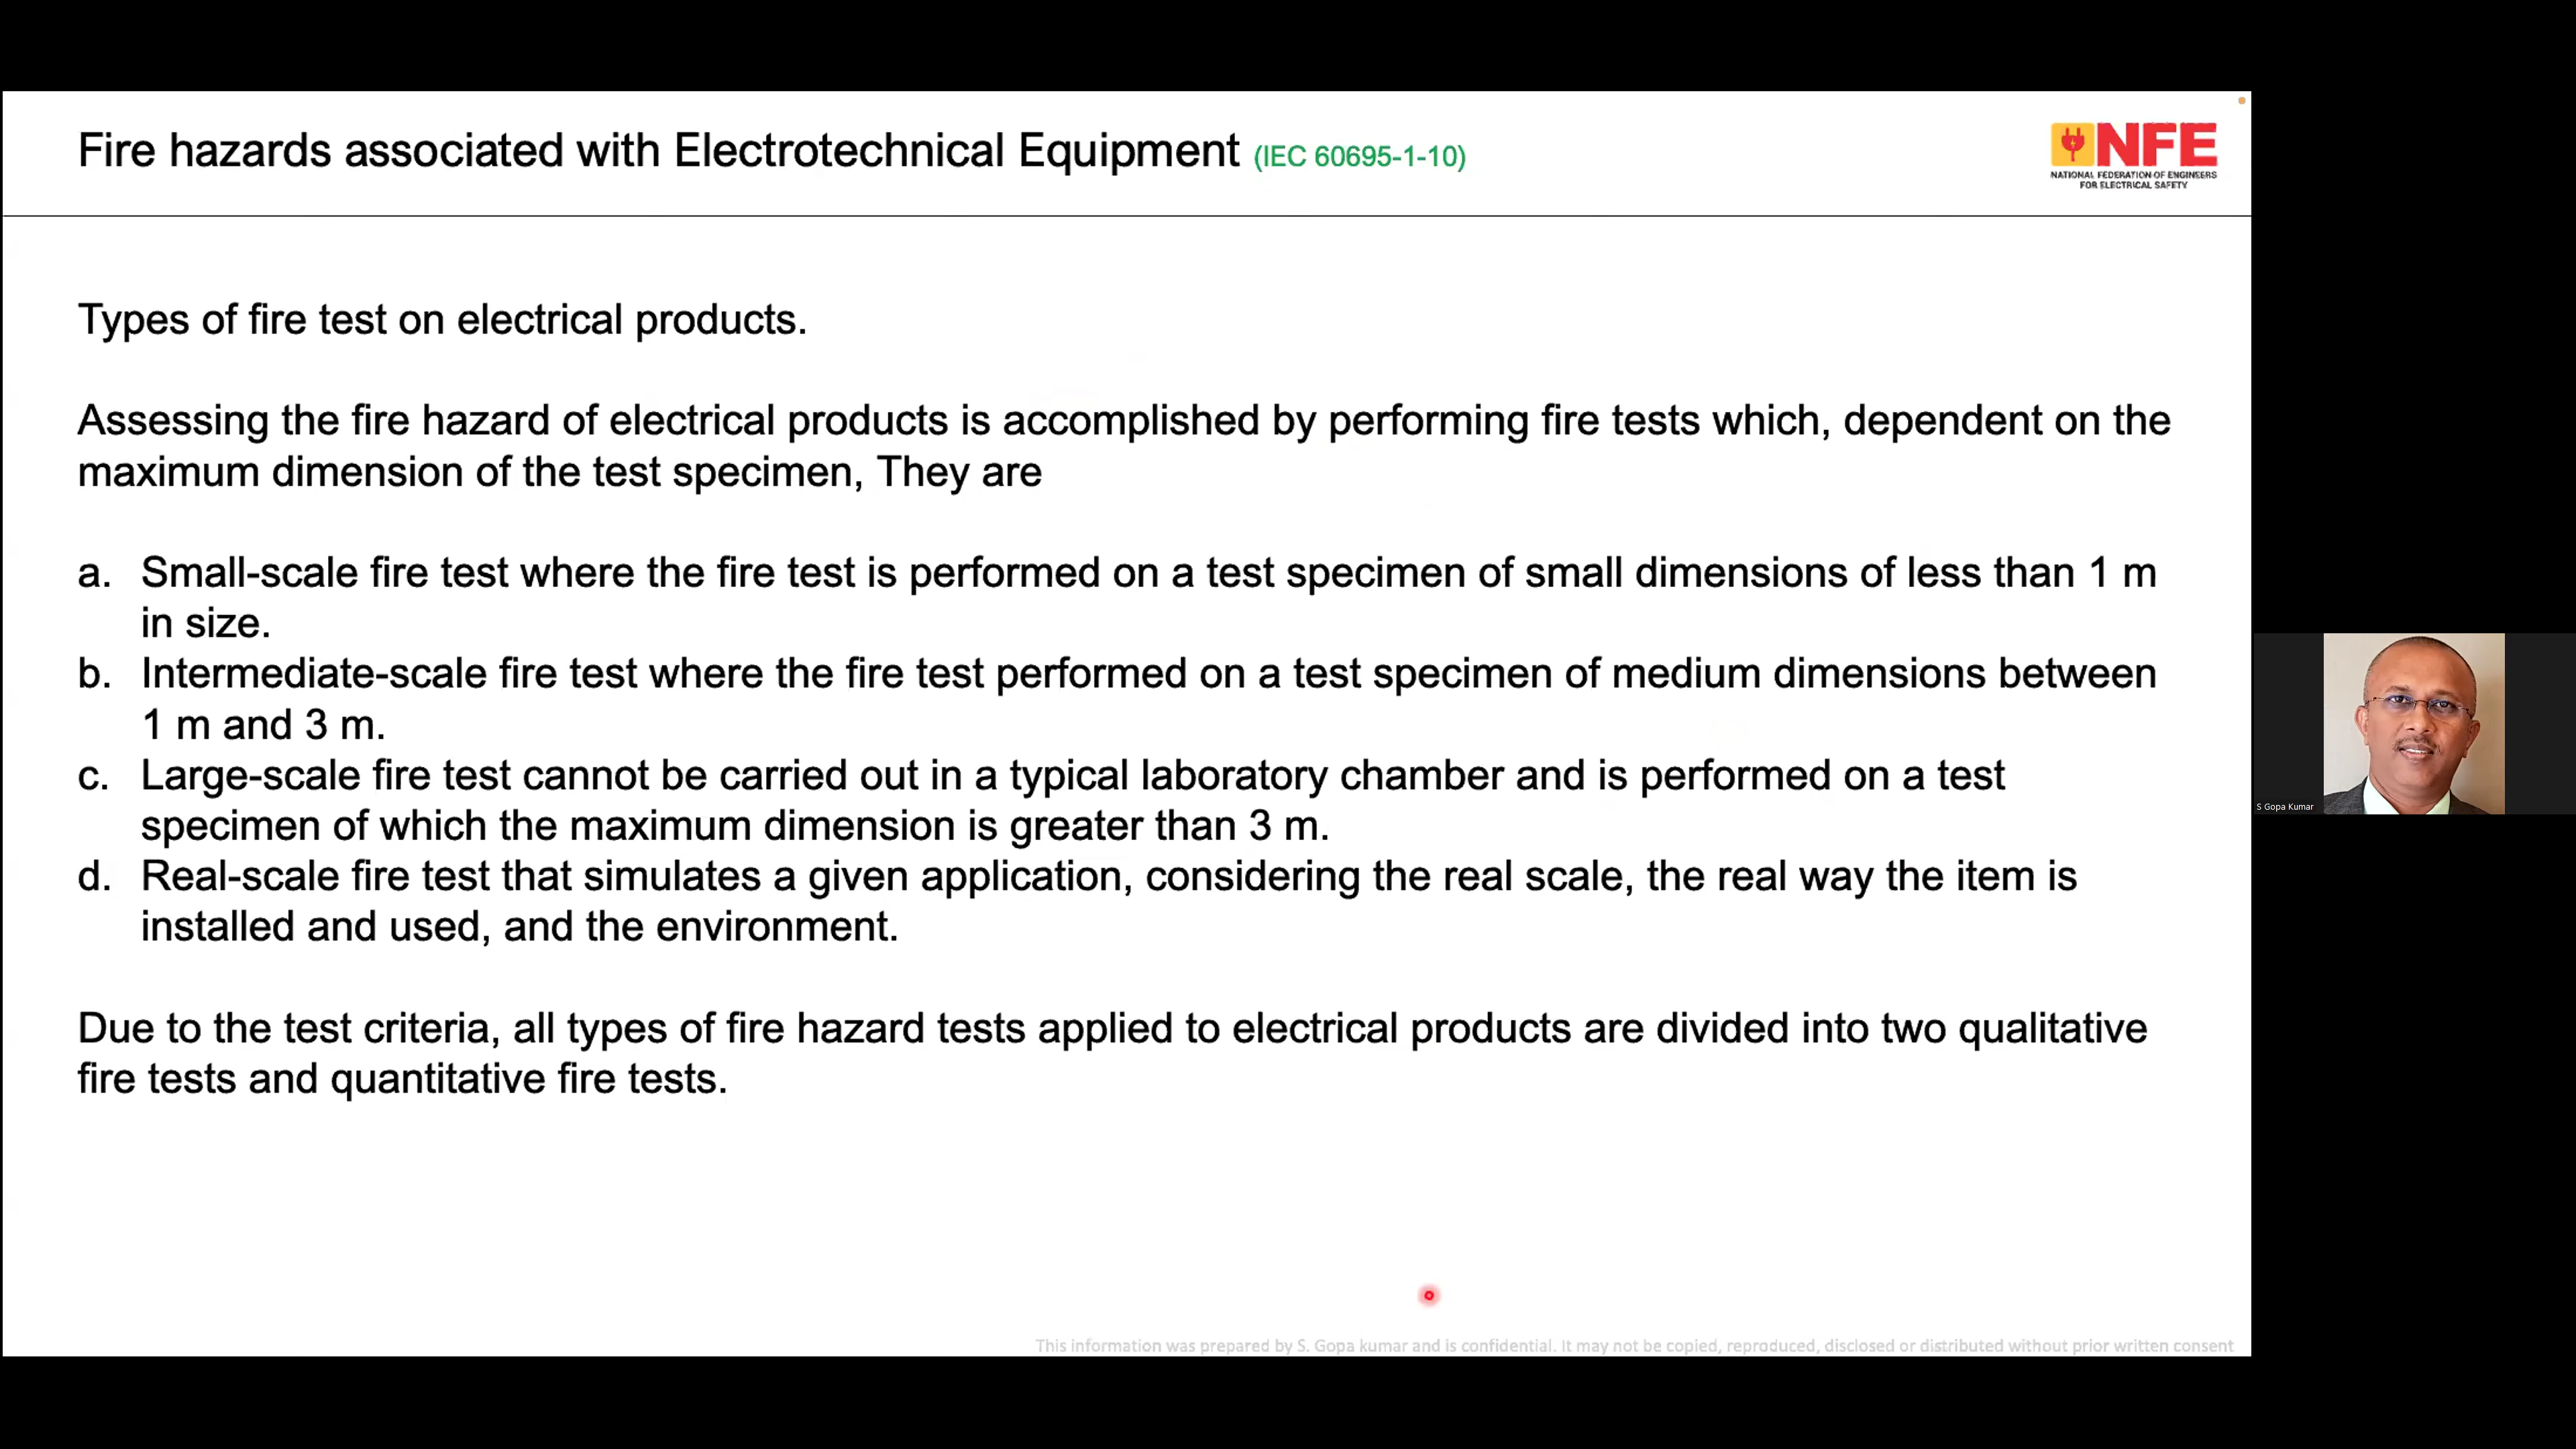 Fire hazards associated with Electrotechnical Equipment (IEC 60695-1-10)
NFE
NATIONAL FEDERATION OF ENGINEERS
FOR ELECTRICAL SAFETY
Types of fire test on electrical products.
Assessing the fire hazard of electrical products is accomplished by performing fire tests which, dependent on the
maximum dimension of the test specimen, They are
a. Small-scale fire test where the fire test is performed on a test specimen of small dimensions of less than 1 m
in size.
b. Intermediate-scale fire test where the fire test performed on a test specimen of medium dimensions between
1 m and 3 m.
c. Large-scale fire test cannot be carried out in a typical laboratory chamber and is performed on a test
specimen of which the maximum dimension is greater than 3 m.
d. Real-scale fire test that simulates a given application, considering the real scale, the real way the item is
installed and used, and the environment.
Due to the test criteria, all types of fire hazard tests applied to electrical products are divided into two qualitative
fire tests and quantitative fire tests.
This information was prepared by S. Gopa kumar and is confidential. It may not be copied, reproduced, disclosed or distributed without prior written consent
S Gopa Kumar